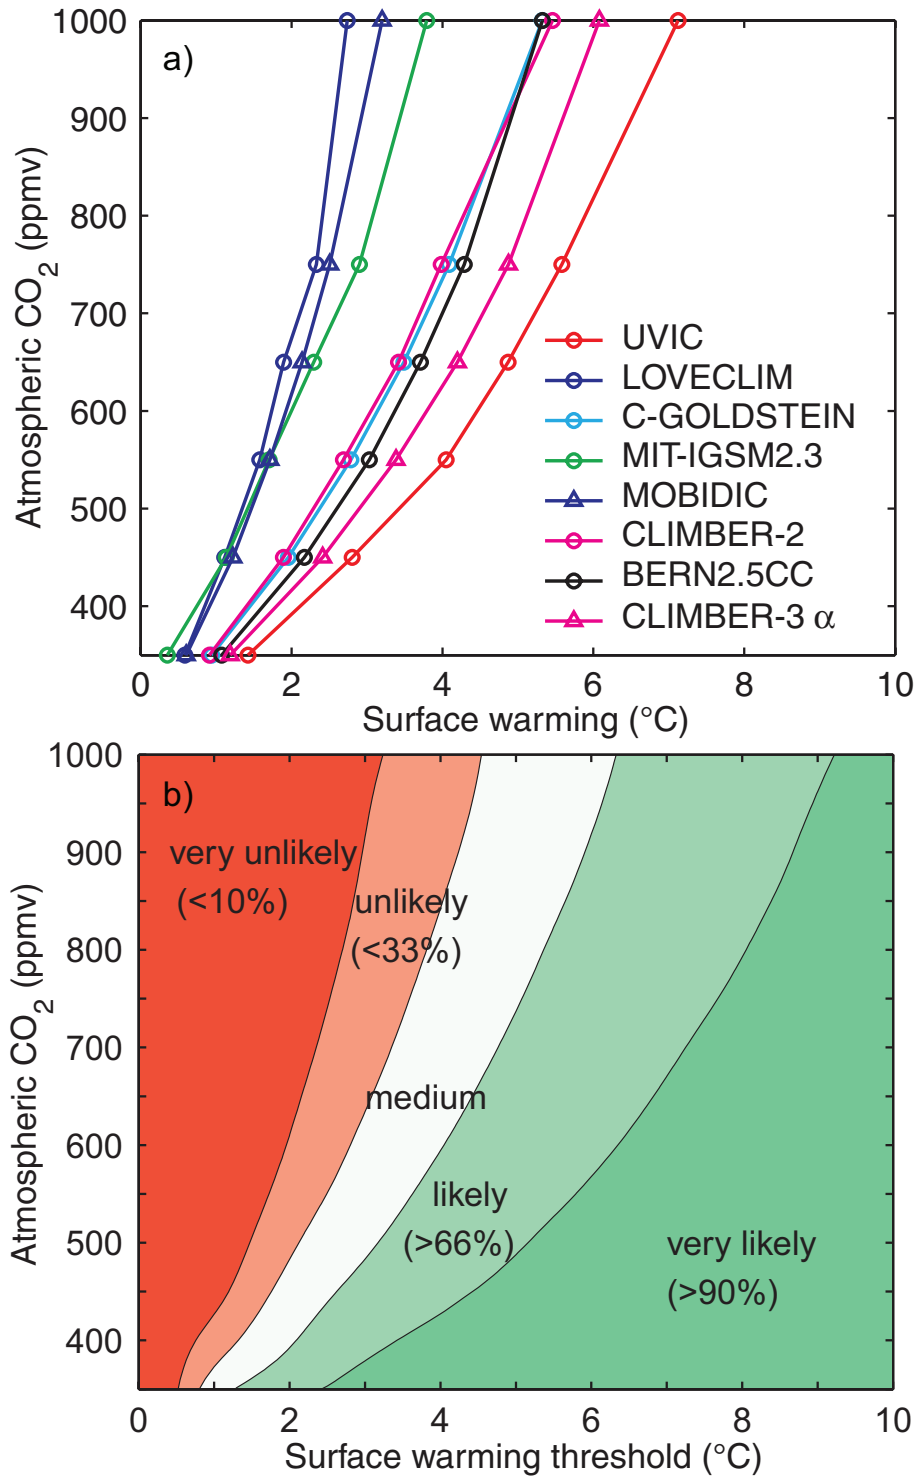 1000
a)
900
800
700
600
500
400
Atmospheric CO2 (ppmv)
UVIC
LOVECLIM
C-GOLDSTEIN
MIT-IGSM2.3
MOBIDIC
CLIMBER-2
BERN2.5CC
CLIMBER-3 α
0 2 4 6 8 10
Surface warming (°C)
1000
b)
900
800
700
600
500
400
Atmospheric CO2 (ppmv)
very unlikely
(<10%)
unlikely
(<33%)
medium
likely
(>66%)
very likely
(>90%)
0 2 4 6 8 10
Surface warming threshold (°C)